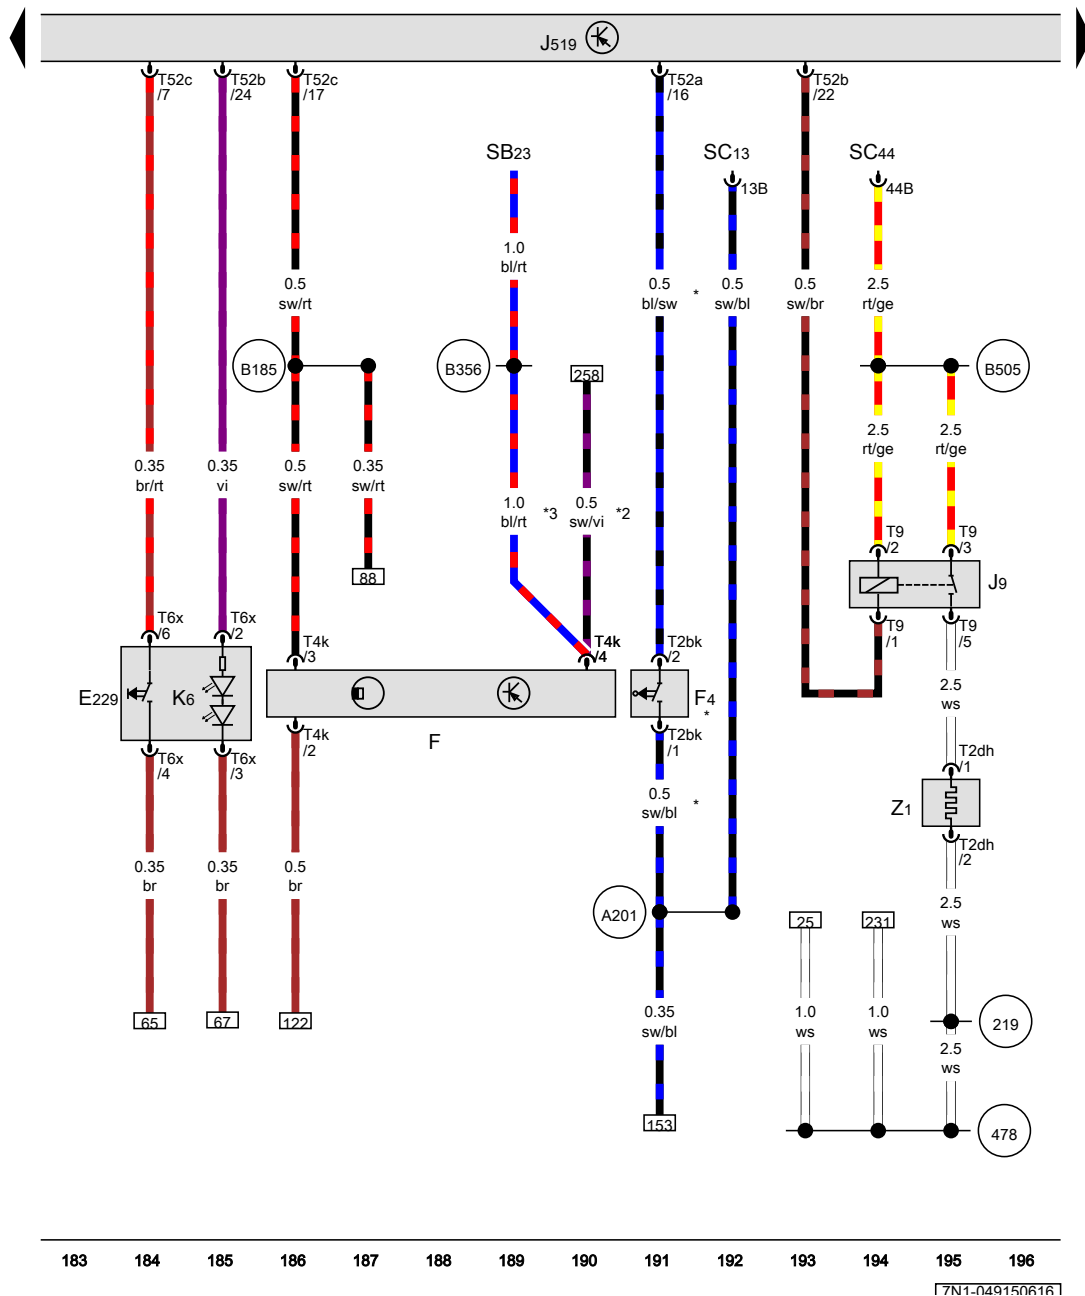 J519
T52c
/7
T52b
/24
T52c
/17
T52a
/16
T52b
/22
SB23
SC13
SC44
13B
44B
1.0
bl/rt
0.5
sw/rt
0.5
bl/sw
*
0.5
sw/bl
0.5
sw/br
2.5
rt/ge
B185
B356
258
B505
2.5
rt/ge
2.5
rt/ge
0.35
br/rt
0.35
vi
0.5
sw/rt
0.35
sw/rt
1.0
bl/rt
*3
0.5
sw/vi
*2
T9
/2
T9
/3
88
J9
T6x
/6
T6x
/2
T4k
/3
T4k
/4
T2bk
/2
T9
/1
T9
/5
E229
K6
F4
*
2.5
ws
F
T6x
/4
T6x
/3
T4k
/2
T2bk
/1
T2dh
/1
0.5
sw/bl
*
Z1
T2dh
/2
0.35
br
0.35
br
0.5
br
2.5
ws
A201
25
231
65
67
122
0.35
sw/bl
1.0
ws
1.0
ws
219
2.5
ws
153
478
183 184 185 186 187 188 189 190 191 192 193 194 195 196
7N1-049150616